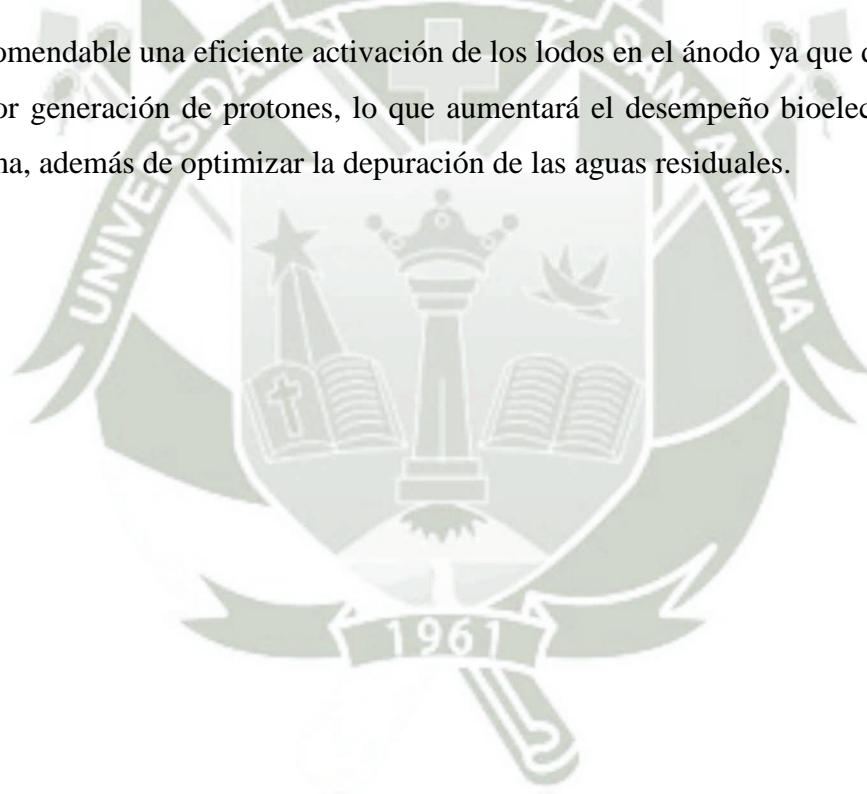 omendable una eficiente activación de los lodos en el ánodo ya que
or generación de protones, lo que aumentará el desempeño bioelec
na, además de optimizar la depuración de las aguas residuales.
UNIVERSIDAD
SANTA MARIA
1961